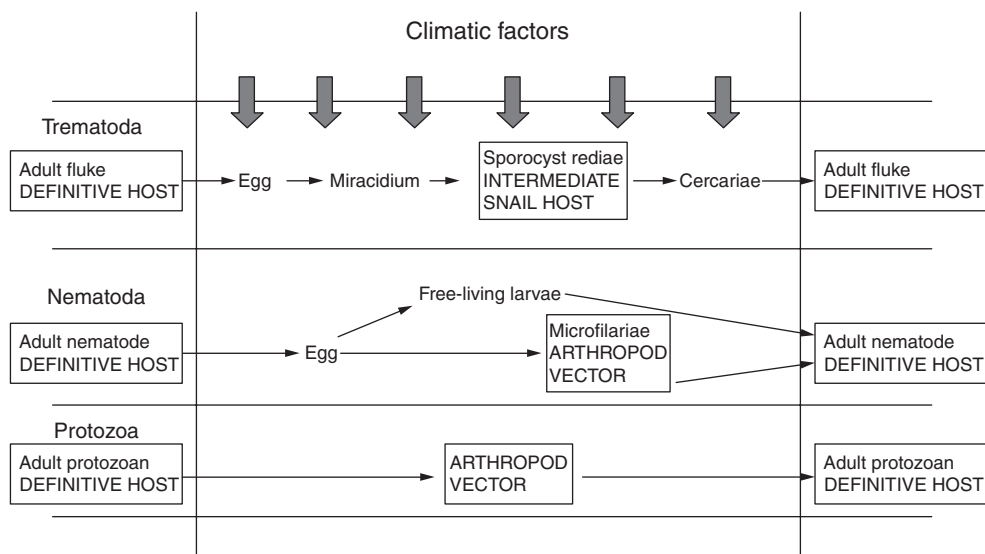 Climatic factors
Trematoda
Adult fluke
DEFINITIVE HOST
Egg
Miracidium
Sporocyst rediae
INTERMEDIATE
SNAIL HOST
Cercariae
Adult fluke
DEFINITIVE HOST
Nematoda
Adult nematode
DEFINITIVE HOST
Egg
Free-living larvae
Microfilariae
ARTHROPOD
VECTOR
Adult nematode
DEFINITIVE HOST
Protozoa
Adult protozoan
DEFINITIVE HOST
ARTHROPOD
VECTOR
Adult protozoan
DEFINITIVE HOST